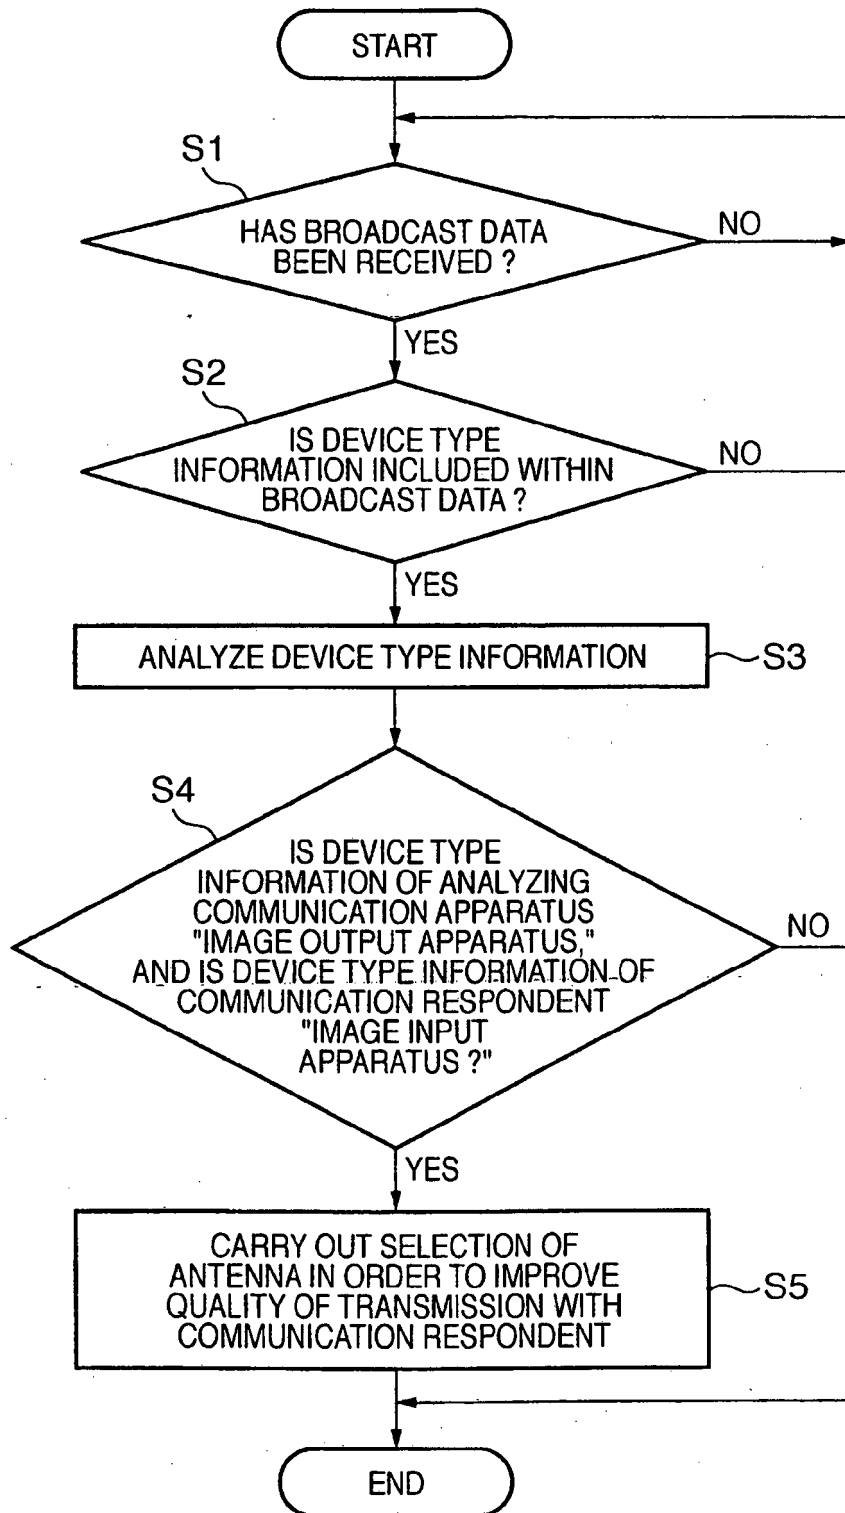 START
S1
HAS BROADCAST DATA
BEEN RECEIVED ?
NO
YES
S2
IS DEVICE TYPE
INFORMATION INCLUDED WITHIN
BROADCAST DATA ?
NO
YES
ANALYZE DEVICE TYPE INFORMATION
S3
S4
IS DEVICE TYPE
INFORMATION OF ANALYZING
COMMUNICATION APPARATUS
"IMAGE OUTPUT APPARATUS,"
AND IS DEVICE TYPE INFORMATION OF
COMMUNICATION RESPONDENT
"IMAGE INPUT
APPARATUS ?"
NO
YES
CARRY OUT SELECTION OF
ANTENNA IN ORDER TO IMPROVE
QUALITY OF TRANSMISSION WITH
COMMUNICATION RESPONDENT
S5
END